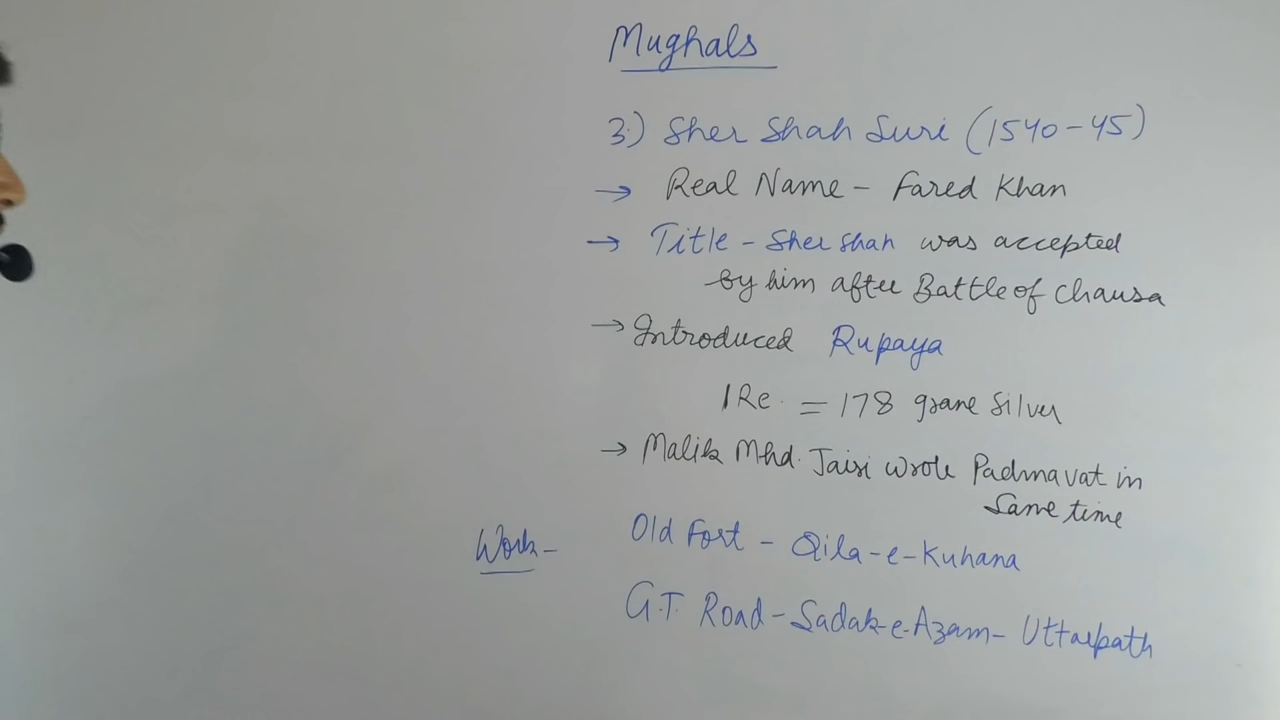 Mughals
3) Sher Shah Suri (1540-45)
→ Real Name - Fared Khan
→ Title - Sher Shah was accepted
by him after Battle of Chausa
→ Introduced Rupaya
1 Re. = 178 grane Silver
→ Malik Mhd. Jaisi wrote Padmavat in
Same time
Work - Old Fort - Qila-e-Kuhana
G.T. Road - Sadak-e-Azam - Uttarpath